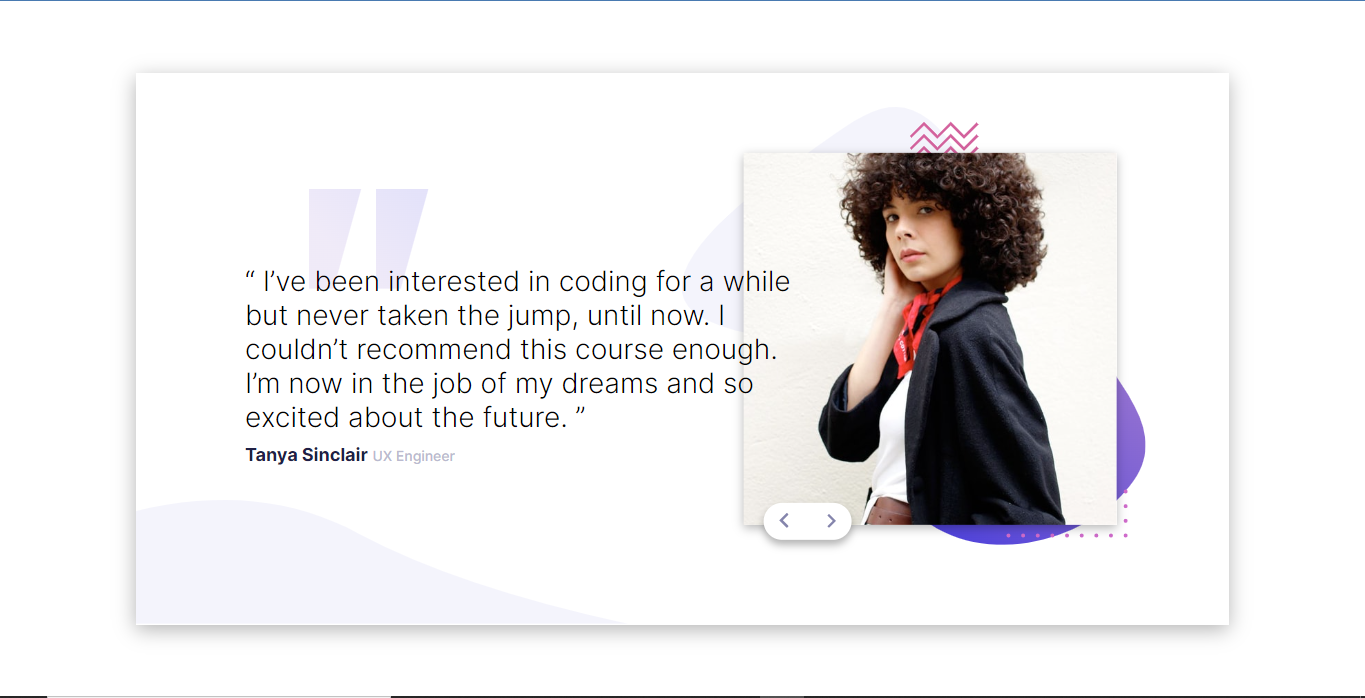 “ I’ve been interested in coding for a while
but never taken the jump, until now. I
couldn’t recommend this course enough.
I’m now in the job of my dreams and so
excited about the future. ”
Tanya Sinclair UX Engineer